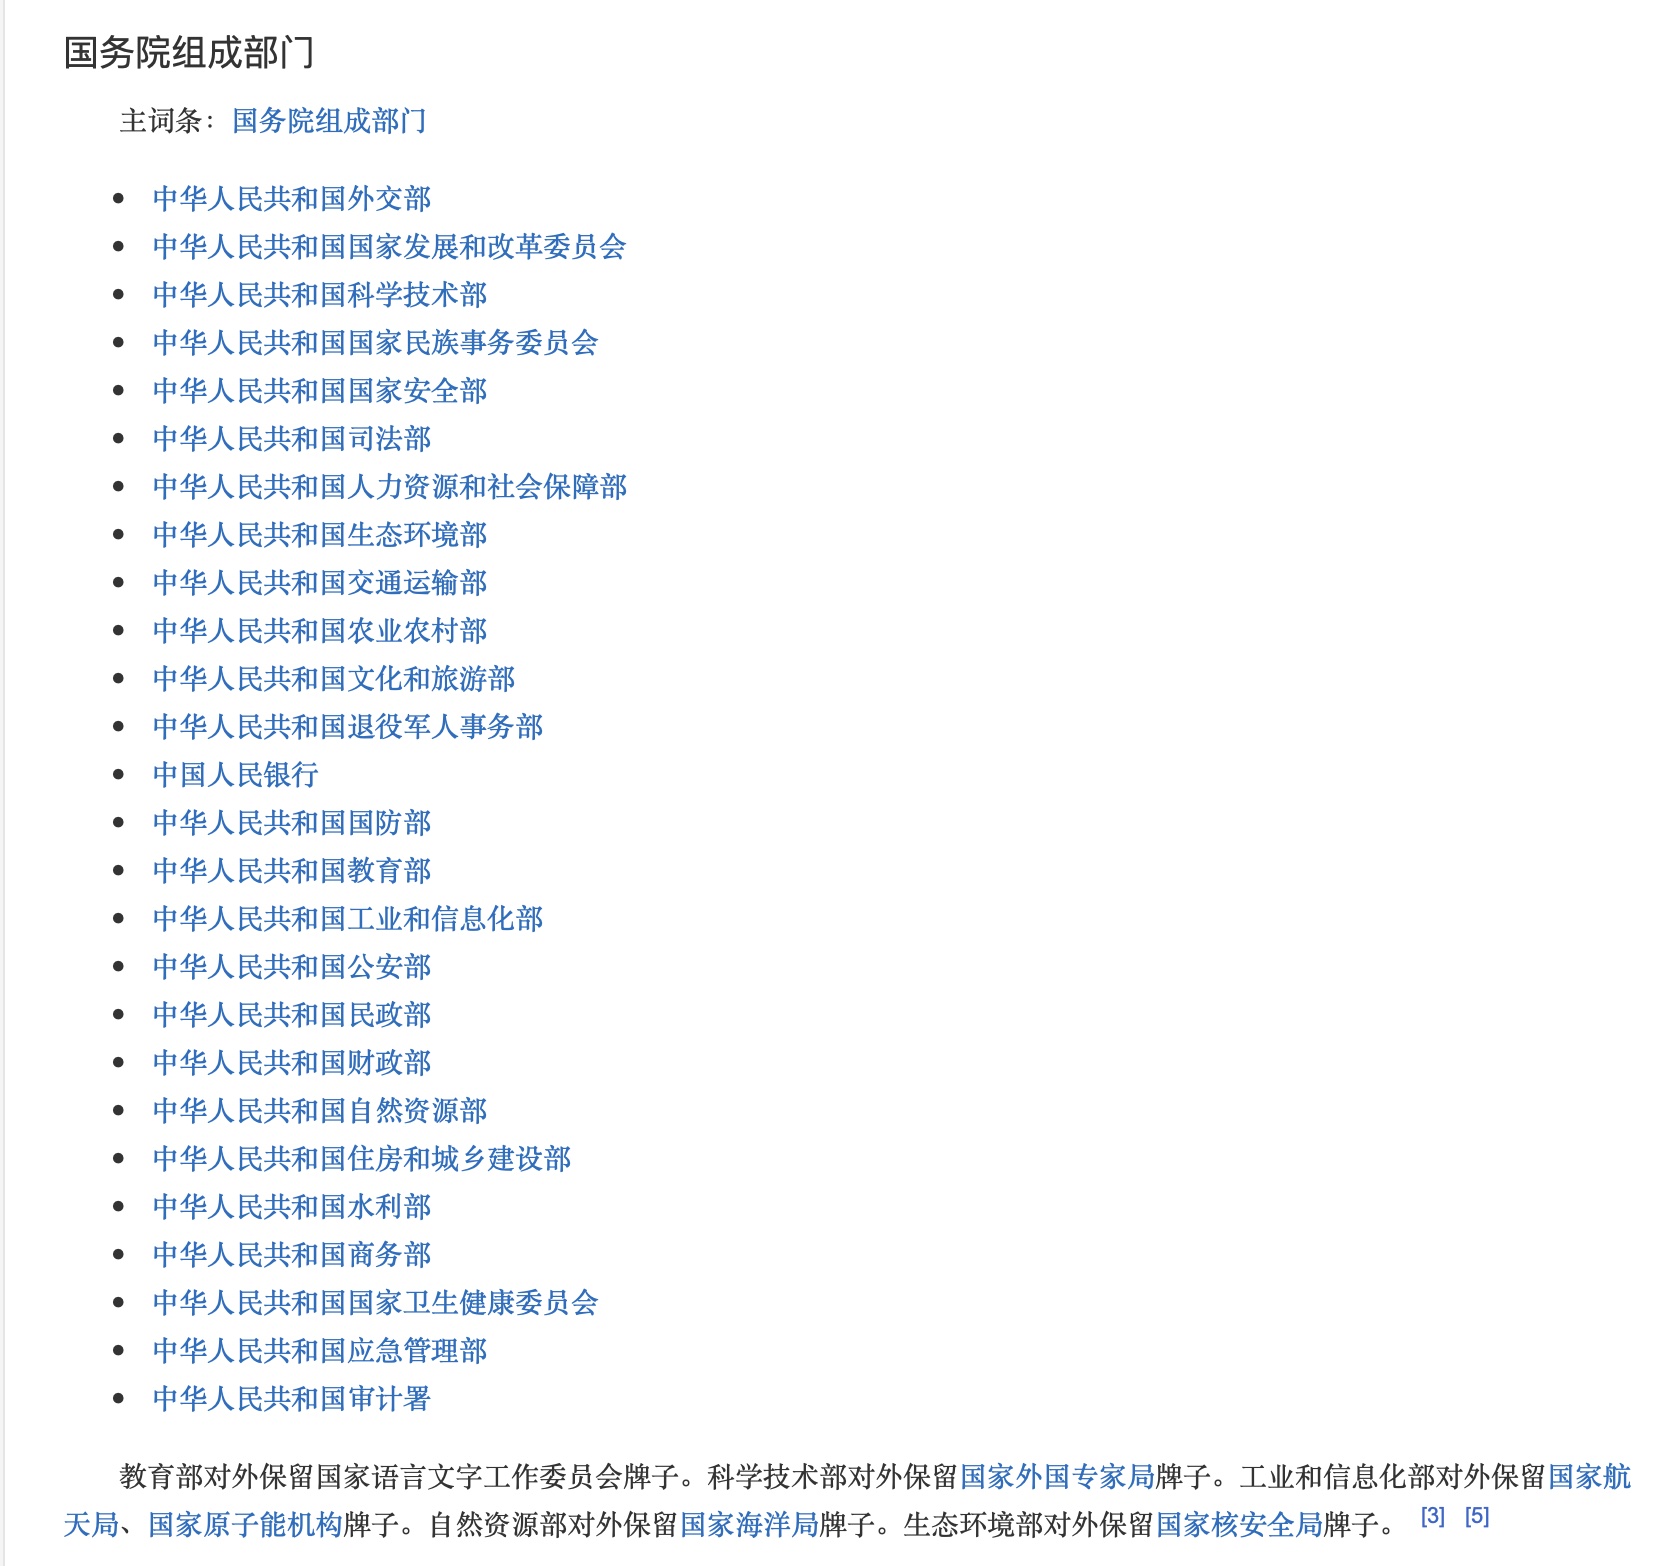 国务院组成部门
主词条：国务院组成部门
中华人民共和国外交部
中华人民共和国国家发展和改革委员会
中华人民共和国科学技术部
中华人民共和国国家民族事务委员会
中华人民共和国国家安全部
中华人民共和国司法部
中华人民共和国人力资源和社会保障部
中华人民共和国生态环境部
中华人民共和国交通运输部
中华人民共和国农业农村部
中华人民共和国文化和旅游部
中华人民共和国退役军人事务部
中国人民银行
中华人民共和国国防部
中华人民共和国教育部
中华人民共和国工业和信息化部
中华人民共和国公安部
中华人民共和国民政部
中华人民共和国财政部
中华人民共和国自然资源部
中华人民共和国住房和城乡建设部
中华人民共和国水利部
中华人民共和国商务部
中华人民共和国国家卫生健康委员会
中华人民共和国应急管理部
中华人民共和国审计署
教育部对外保留国家语言文字工作委员会牌子。科学技术部对外保留国家外国专家局牌子。工业和信息化部对外保留国家航
天局、国家原子能机构牌子。自然资源部对外保留国家海洋局牌子。生态环境部对外保留国家核安全局牌子。 [3] [5]